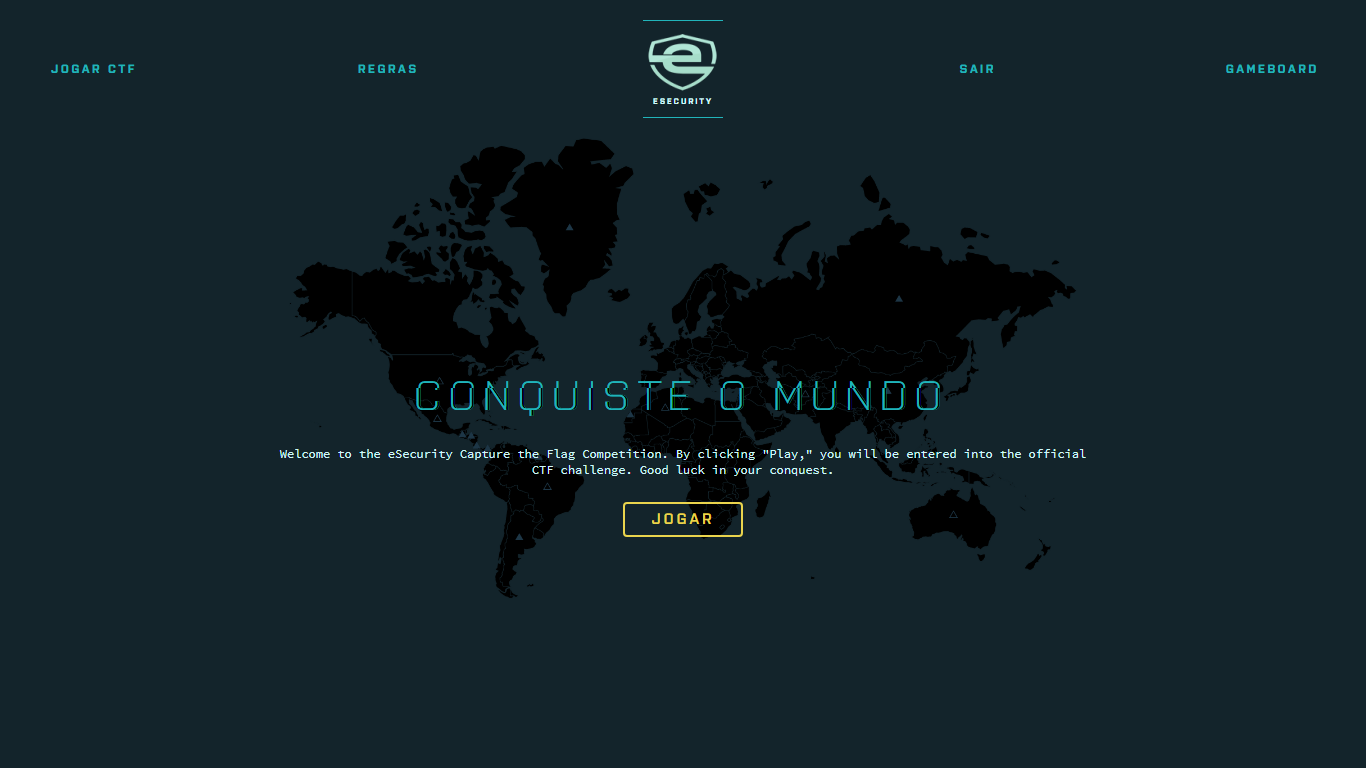 JOGAR CTF
REGRAS
ESECURITY
SAIR
GAMEBOARD
CONQUISTE O MUNDO
Welcome to the eSecurity Capture the Flag Competition. By clicking "Play," you will be entered into the official
CTF challenge. Good luck in your conquest.
JOGAR